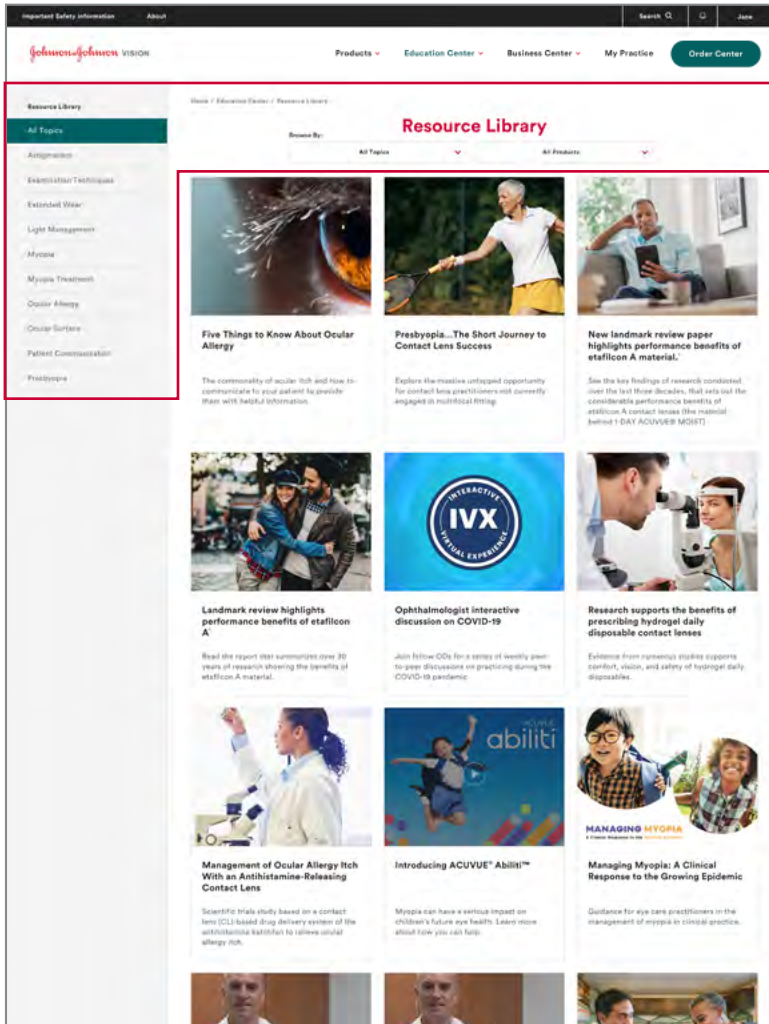 Important Safety Information About Search Jane
Johnson&Johnson VISION Products Education Center Business Center My Practice Order Center
Resource Library
All Topics
Astigmatism
Examination Techniques
Extended Wear
Light Management
Myopia
Myopia Treatment
Ocular Allergy
Ocular Surface
Patient Communication
Presbyopia
Home / Education Center / Resource Library
Resource Library
Browse By:
All Topics All Products
Five Things to Know About Ocular
Allergy
The commonality of ocular itch and how to
communicate to your patient to provide
them with helpful information.
Presbyopia...The Short Journey to
Contact Lens Success
Explore the massive untapped opportunity
for contact lens practitioners not currently
engaged in multifocal fitting.
New landmark review paper
highlights performance benefits of
etafilcon A material.
See the key findings of research conducted
over the last three decades, that sets out the
considerable performance benefits of
etafilcon A contact lenses (the material
behind 1-DAY ACUVUE® MOIST)
Landmark review highlights
performance benefits of etafilcon
A
Read the report that summarizes over 30
years of research showing the benefits of
etafilcon A material.
INTERACTIVE
IVX
VIRTUAL EXPERIENCE
Ophthalmologist interactive
discussion on COVID-19
Join fellow ODs for a series of weekly peer-
to-peer discussions on practicing during the
COVID-19 pandemic
Research supports the benefits of
prescribing hydrogel daily
disposable contact lenses
Evidence from numerous studies supports
comfort, vision, and safety of hydrogel daily
disposables.
Management of Ocular Allergy Itch
With an Antihistamine-Releasing
Contact Lens
Scientific trials study based on a contact
lens (CL)-based drug delivery system of the
antihistamine ketotifen to relieve ocular
allergy itch.
ACUVUE
abiliti
Introducing ACUVUE® Abiliti™
Myopia can have a serious impact on
children's future eye health. Learn more
about how you can help.
MANAGING MYOPIA
Managing Myopia: A Clinical
Response to the Growing Epidemic
Guidance for eye care practitioners in the
management of myopia in clinical practice.